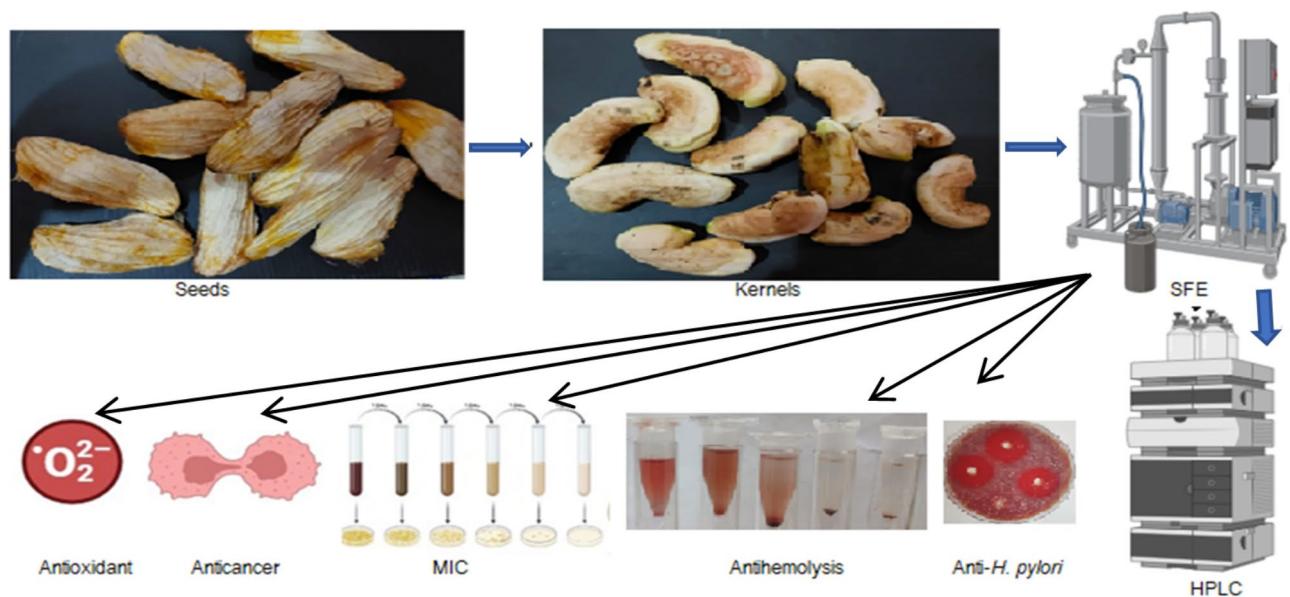 Seeds
Kernels
SFE
•O₂²⁻
Antioxidant
Anticancer
MIC
Antihemolysis
Anti-H. pylori
HPLC